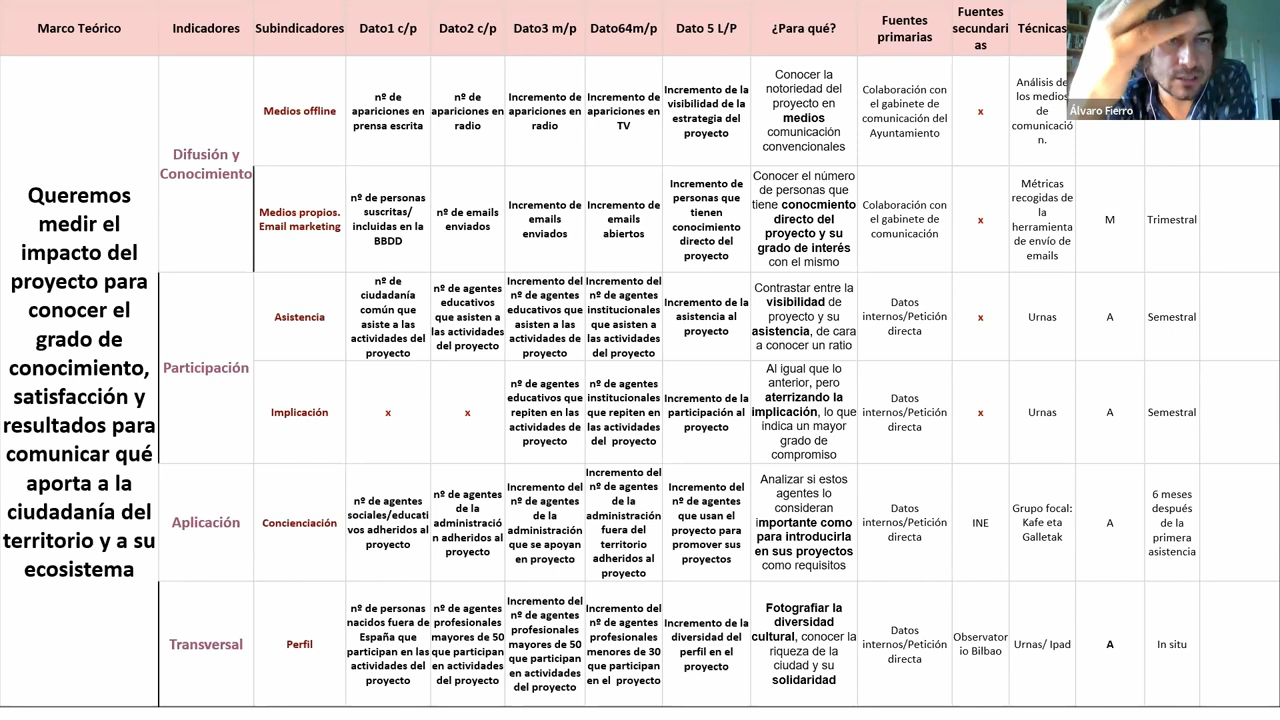 Marco Teórico
Indicadores
Subindicadores
Dato1 c/p
Dato2 c/p
Dato3 m/p
Dato64m/p
Dato 5 L/P
¿Para qué?
Fuentes
primarias
Fuentes
secundari
as
Técnicas
Álvaro Fierro
Queremos
medir el
impacto del
proyecto para
conocer el
grado de
conocimiento,
satisfacción y
resultados para
comunicar qué
aporta a la
ciudadanía del
territorio y a su
ecosistema
Difusión y
Conocimiento
Medios offline
nº de
apariciones en
prensa escrita
nº de
apariciones en
radio
Incremento de
apariciones en
radio
Incremento de
apariciones en
TV
Incremento de la
visibilidad de la
estrategia del
proyecto
Conocer la
notoriedad del
proyecto en
medios
comunicación
convencionales
Colaboración con
el gabinete de
comunicación del
Ayuntamiento
x
Análisis de
los medios
de
comunicació
n.
Medios propios.
Email marketing
nº de personas
suscritas/
incluidas en la
BBDD
nº de emails
enviados
Incremento de
emails
enviados
Incremento de
emails
abiertos
Incremento de
personas que
tienen
conocimiento
directo del
proyecto
Conocer el número
de personas que
tiene conocmiento
directo del
proyecto y su
grado de interés
con el mismo
Colaboración con
el gabinete de
comunicación
x
Métricas
recogidas de
la
herramienta
de envío de
emails
M
Trimestral
Participación
Asistencia
nº de
ciudadanía
común que
asiste a las
actividades del
proyecto
nº de agentes
educativos
que asisten a
las actividades
del proyecto
Incremento del
nº de agentes
educativos que
asisten a las
actividades de
proyecto
Incremento del
nº de agentes
institucionales
que asisten a
las actividades
del proyecto
Incremento de la
asistencia al
proyecto
Contrastar entre la
visibilidad de
proyecto y su
asistencia, de cara
a conocer un ratio
Datos
internos/Petición
directa
x
Urnas
A
Semestral
Implicación
x
x
nº de agentes
educativos que
repiten en las
actividades de
proyecto
nº de agentes
institucionales
que repiten en
las actividades
del proyecto
Incremento de la
participación al
proyecto
Al igual que lo
anterior, pero
aterrizando la
implicación, lo que
indica un mayor
grado de
compromiso
Datos
internos/Petición
directa
x
Urnas
A
Semestral
Aplicación
Concienciación
nº de agentes
sociales/educati
vos adheridos al
proyecto
nº de agentes
de la
administració
n adheridos al
proyecto
Incremento del
nº de agentes
de la
administración
que se apoyan
en proyecto
Incremento del
nº de agentes
de la
administración
fuera del
territorio
adheridos al
proyecto
Incremento del
nº de agentes
que usan el
proyecto para
promover sus
proyectos
Analizar si estos
agentes lo
consideran
importante como
para introducirla
en sus proyectos
como requisitos
Datos
internos/Petición
directa
INE
Grupo focal:
Kafe eta
Galletak
A
6 meses
después
de la
primera
asistencia
Transversal
Perfil
nº de personas
nacidos fuera de
España que
participan en las
actividades del
proyecto
nº de agentes
profesionales
mayores de 50
que participan
en actividades
del proyecto
Incremento del
nº de agentes
profesionales
mayores de 50
que participan
en actividades
del proyecto
Incremento del
nº de agentes
profesionales
menores de 30
que participan
en el proyecto
Incremento de la
diversidad del
perfil en el
proyecto
Fotografiar la
diversidad
cultural, conocer la
riqueza de la
ciudad y su
solidaridad
Datos
internos/Petición
directa
Observator
io Bilbao
Urnas/ Ipad
A
In situ